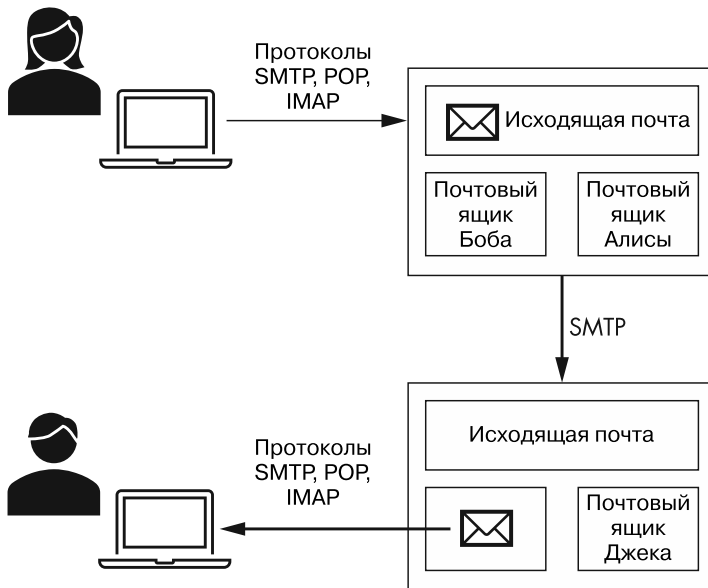 Протоколы
SMTP, POP,
IMAP
Исходящая почта
Почтовый
ящик
Боба
Почтовый
ящик
Алисы
SMTP
Исходящая почта
Протоколы
SMTP, POP,
IMAP
Почтовый
ящик
Джека